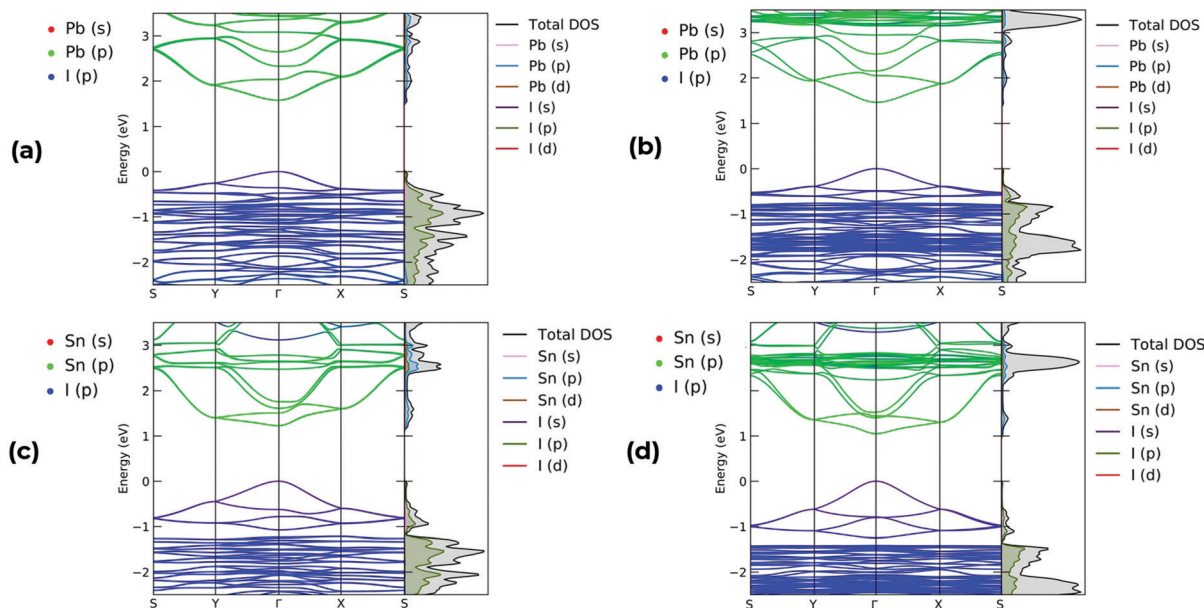 (a)
Pb (s)
Pb (p)
I (p)
Energy (eV)
3
2
1
0
−1
−2
S Y Γ X S
Total DOS
Pb (s)
Pb (p)
Pb (d)
I (s)
I (p)
I (d)
(b)
Pb (s)
Pb (p)
I (p)
Energy (eV)
3
2
1
0
−1
−2
S Y Γ X S
Total DOS
Pb (s)
Pb (p)
Pb (d)
I (s)
I (p)
I (d)
(c)
Sn (s)
Sn (p)
I (p)
Energy (eV)
3
2
1
0
−1
−2
S Y Γ X S
Total DOS
Sn (s)
Sn (p)
Sn (d)
I (s)
I (p)
I (d)
(d)
Sn (s)
Sn (p)
I (p)
Energy (eV)
3
2
1
0
−1
−2
S Y Γ X S
Total DOS
Sn (s)
Sn (p)
Sn (d)
I (s)
I (p)
I (d)